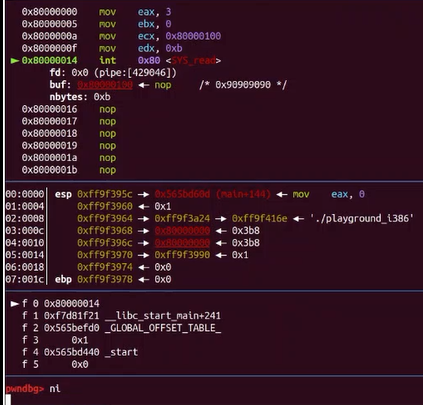 0x80000000 mov eax, 3
0x80000005 mov ebx, 0
0x8000000a mov ecx, 0x80000100
0x8000000f mov edx, 0xb
► 0x80000014 int 0x80 <SYS_read>
fd: 0x0 (pipe:[429046])
buf: 0x80000100 ◂— nop /* 0x90909090 */
nbytes: 0xb
0x80000016 nop
0x80000017 nop
0x80000018 nop
0x80000019 nop
0x8000001a nop
0x8000001b nop
00:0000│ esp 0xff9f395c —▸ 0x565bd60d (main+144) ◂— mov eax, 0
01:0004│ 0xff9f3960 ◂— 0x1
02:0008│ 0xff9f3964 —▸ 0xff9f3a24 —▸ 0xff9f416e ◂— './playground_i386'
03:000c│ 0xff9f3968 —▸ 0x80000000 ◂— 0x3b8
04:0010│ 0xff9f396c —▸ 0x80000000 ◂— 0x3b8
05:0014│ 0xff9f3970 —▸ 0xff9f3990 ◂— 0x1
06:0018│ 0xff9f3974 ◂— 0x0
07:001c│ ebp 0xff9f3978 ◂— 0x0
► f 0 0x80000014
f 1 0xf7d81f21 __libc_start_main+241
f 2 0x565befd0 _GLOBAL_OFFSET_TABLE_
f 3 0x1
f 4 0x565bd440 _start
f 5 0x0
pwndbg> ni